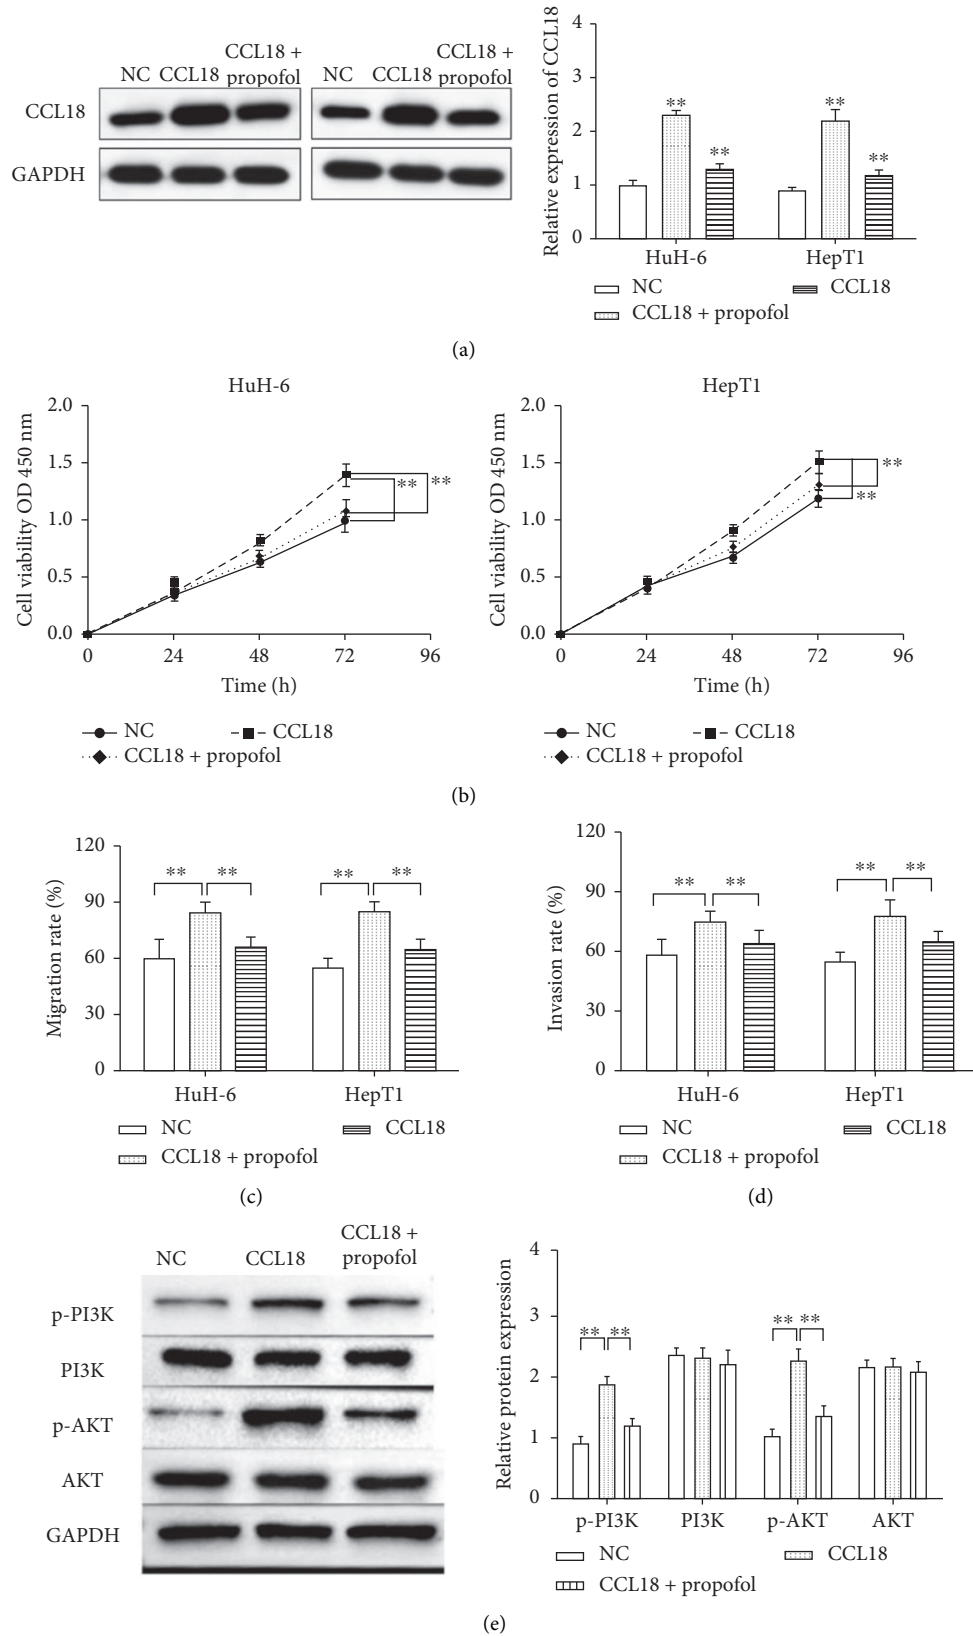 CCL18 + CCL18 +
NC CCL18 propofol NC CCL18 propofol
CCL18
GAPDH
Relative expression of CCL18
4
3
2
1
0
** ** ** **
HuH-6 HepT1
NC CCL18
CCL18 + propofol
(a)
HuH-6
Cell viability OD 450 nm
2.0
1.5
1.0
0.5
0.0
** **
0 24 48 72 96
Time (h)
NC CCL18
CCL18 + propofol
HepT1
Cell viability OD 450 nm
2.0
1.5
1.0
0.5
0.0
**
**
0 24 48 72 96
Time (h)
NC CCL18
CCL18 + propofol
(b)
Migration rate (%)
120
90
60
30
0
** ** ** **
HuH-6 HepT1
NC CCL18
CCL18 + propofol
(c)
Invasion rate (%)
120
90
60
30
0
** ** ** **
HuH-6 HepT1
NC CCL18
CCL18 + propofol
(d)
CCL18 +
NC CCL18 propofol
p-PI3K
PI3K
p-AKT
AKT
GAPDH
Relative protein expression
4
3
2
1
0
** ** ** **
p-PI3K PI3K p-AKT AKT
NC CCL18
CCL18 + propofol
(e)